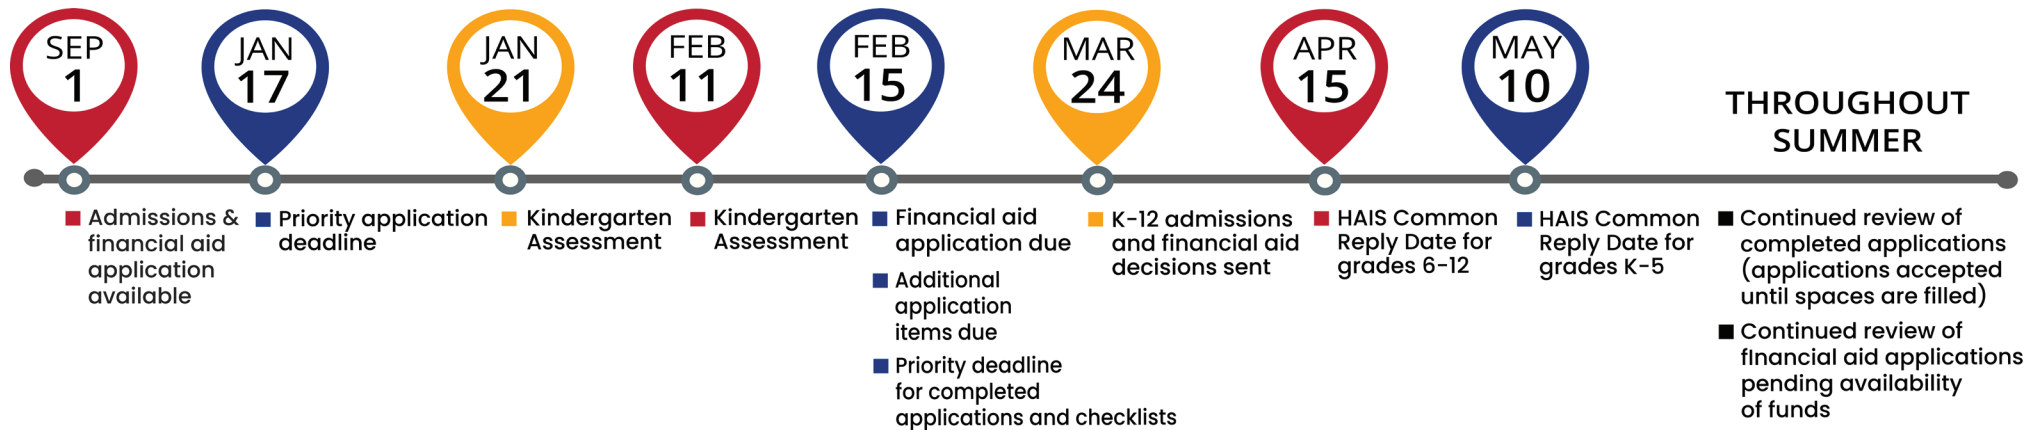 SEP
1
JAN
17
JAN
21
FEB
11
FEB
15
MAR
24
APR
15
MAY
10
THROUGHOUT
SUMMER
Admissions &
financial aid
application
available
Priority application
deadline
Kindergarten
Assessment
Kindergarten
Assessment
Financial aid
application due
Additional
application
items due
Priority deadline
for completed
applications and checklists
K-12 admissions
and financial aid
decisions sent
HAIS Common
Reply Date for
grades 6-12
HAIS Common
Reply Date for
grades K-5
Continued review of
completed applications
(applications accepted
until spaces are filled)
Continued review of
fInancial aid applications
pending availability
of funds